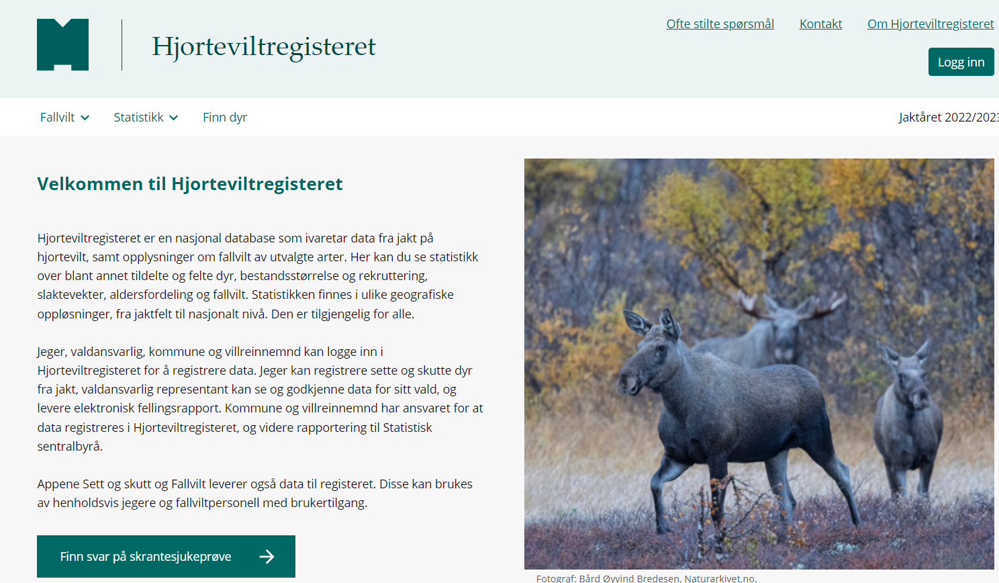 Ofte stilte spørsmål Kontakt Om Hjorteviltregisteret
Hjorteviltregisteret
Logg inn
Fallvilt Statistikk Finn dyr Jaktåret 2022/2023
Velkommen til Hjorteviltregisteret
Hjorteviltregisteret er en nasjonal database som ivaretar data fra jakt på
hjortevilt, samt opplysninger om fallvilt av utvalgte arter. Her kan du se statistikk
over blant annet tildelte og felte dyr, bestandsstørrelse og rekruttering,
slaktevekter, aldersfordeling og fallvilt. Statistikken finnes i ulike geografiske
oppløsninger, fra jaktfelt til nasjonalt nivå. Den er tilgjengelig for alle.
Jeger, valdansvarlig, kommune og villreinnemnd kan logge inn i
Hjorteviltregisteret for å registrere data. Jeger kan registrere sette og skutte dyr
fra jakt, valdansvarlig representant kan se og godkjenne data for sitt vald, og
levere elektronisk fellingsrapport. Kommune og villreinnemnd har ansvaret for at
data registreres i Hjorteviltregisteret, og videre rapportering til Statistisk
sentralbyrå.
Appene Sett og skutt og Fallvilt leverer også data til registeret. Disse kan brukes
av henholdsvis jegere og fallviltpersonell med brukertilgang.
Finn svar på skrantesjukeprøve
Fotograf: Bård Øyvind Bredesen, Naturarkivet.no.